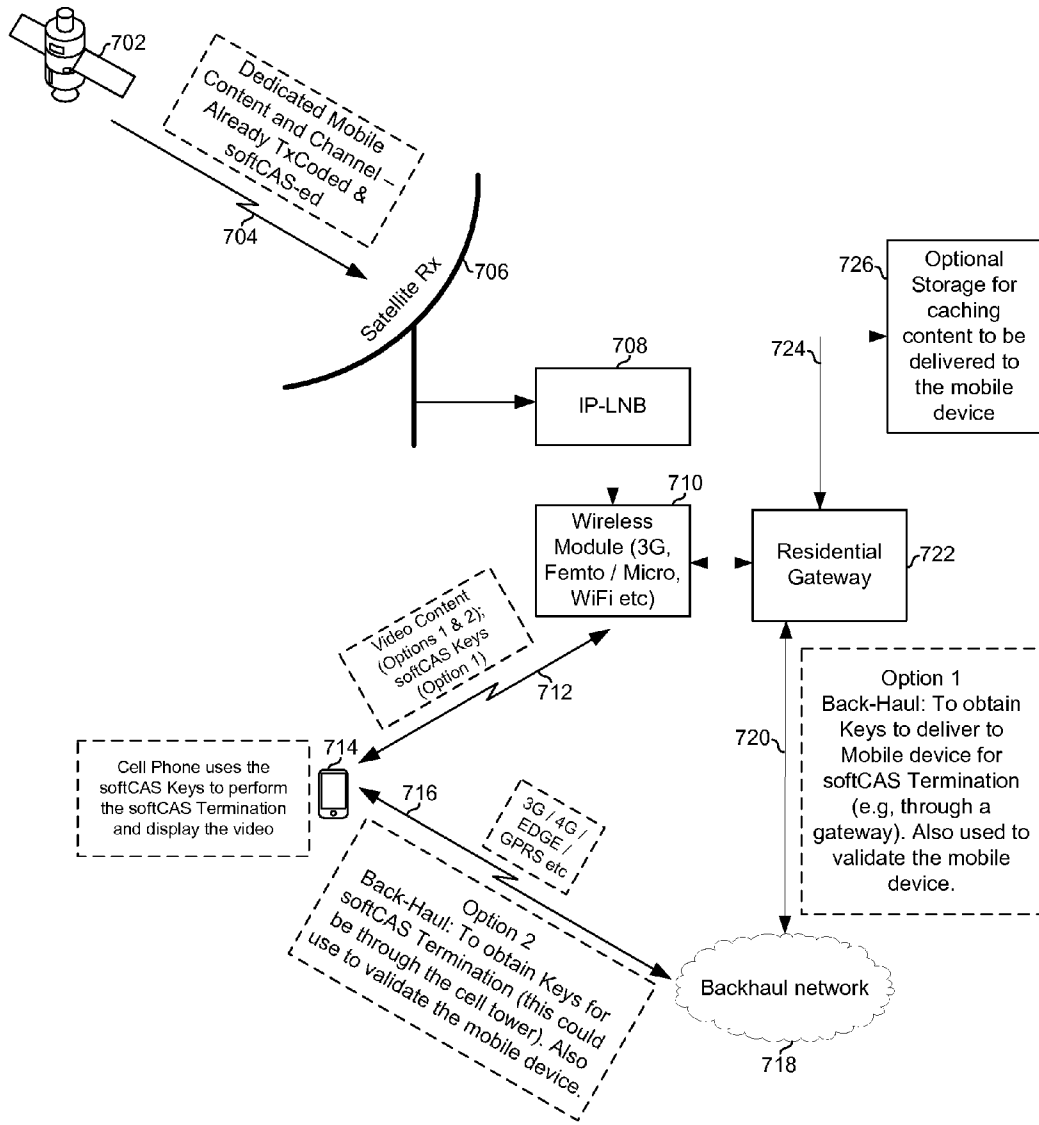 702
Dedicated Mobile
Content and Channel –
Already TxCoded &
softCAS-ed
704
706
Satellite Rx
726
Optional
Storage for
caching
content to be
delivered to
the mobile
device
708
IP-LNB
724
710
Wireless
Module (3G,
Femto / Micro,
WiFi etc)
Residential
Gateway
722
Video Content
(Options 1 & 2);
softCAS Keys
(Option 1)
712
Option 1
Back-Haul: To obtain
Keys to deliver to
Mobile device for
softCAS Termination
(e.g, through a
gateway). Also used to
validate the mobile
device.
720
714
Cell Phone uses the
softCAS Keys to perform
the softCAS Termination
and display the video
716
3G / 4G /
EDGE /
GPRS etc
Option 2
Back-Haul: To obtain Keys for
softCAS Termination (this could
be through the cell tower). Also
use to validate the mobile device.
Backhaul network
718